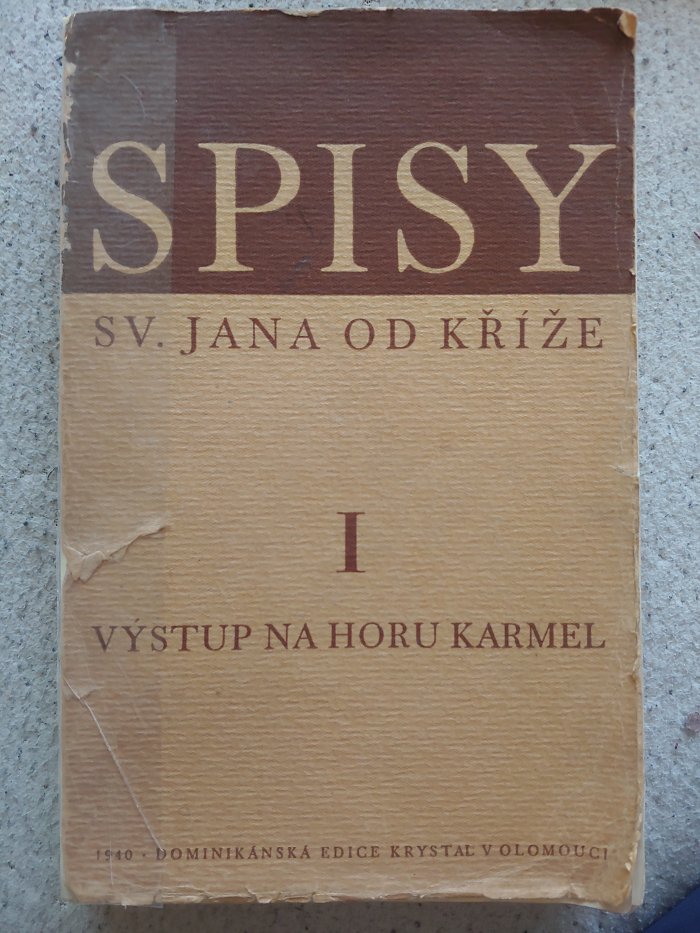 SPISY
SV. JANA OD KŘÍŽE
I
VÝSTUP NA HORU KARMEL
1940 · DOMINIKÁNSKÁ EDICE KRYSTAL V OLOMOUCI